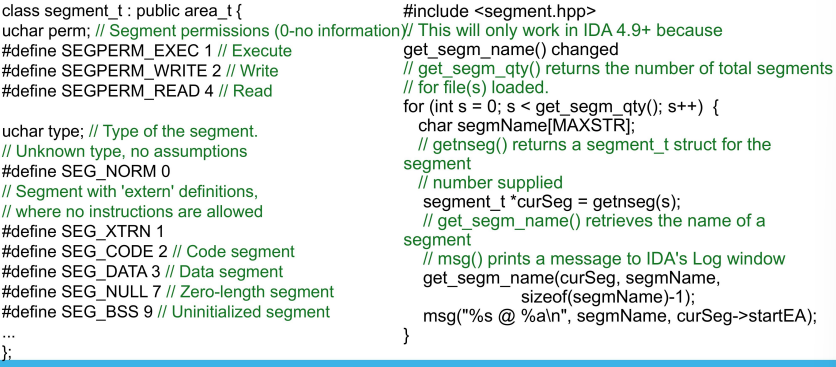 class segment_t : public area_t {
uchar perm; // Segment permissions (0-no information)
#define SEGPERM_EXEC 1 // Execute
#define SEGPERM_WRITE 2 // Write
#define SEGPERM_READ 4 // Read
uchar type; // Type of the segment.
// Unknown type, no assumptions
#define SEG_NORM 0
// Segment with 'extern' definitions,
// where no instructions are allowed
#define SEG_XTRN 1
#define SEG_CODE 2 // Code segment
#define SEG_DATA 3 // Data segment
#define SEG_NULL 7 // Zero-length segment
#define SEG_BSS 9 // Uninitialized segment
...
};
#include <segment.hpp>
// This will only work in IDA 4.9+ because
get_segm_name() changed
// get_segm_qty() returns the number of total segments
// for file(s) loaded.
for (int s = 0; s < get_segm_qty(); s++) {
char segmName[MAXSTR];
// getnseg() returns a segment_t struct for the
segment
// number supplied
segment_t *curSeg = getnseg(s);
// get_segm_name() retrieves the name of a
segment
// msg() prints a message to IDA's Log window
get_segm_name(curSeg, segmName,
sizeof(segmName)-1);
msg("%s @ %a\n", segmName, curSeg->startEA);
}